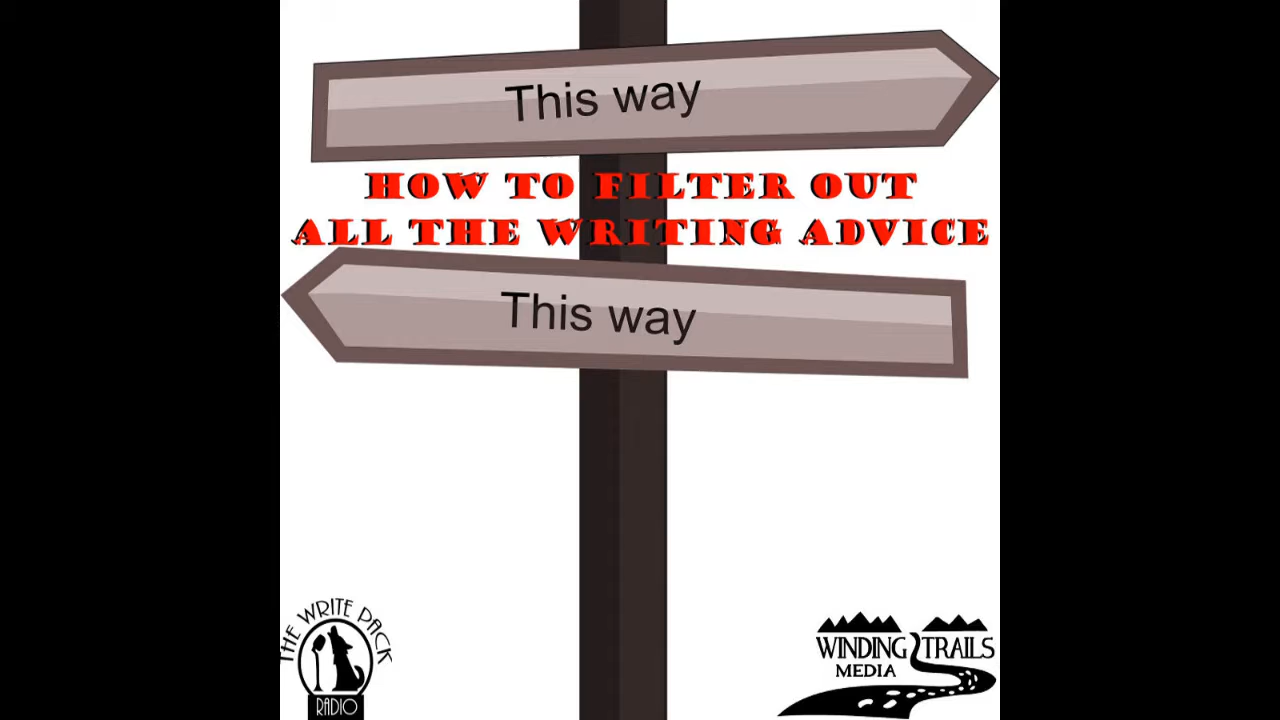 This way
HOW TO FILTER OUT
ALL THE WRITING ADVICE
This way
THE WRITE PACK
RADIO
WINDING TRAILS
MEDIA